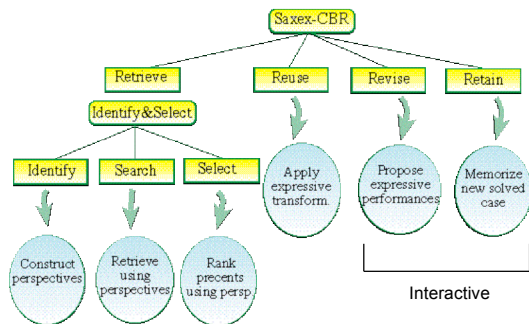 Saxex-CBR
Retrieve
Reuse
Revise
Retain
Identify&Select
Identify
Search
Select
Apply
expressive
transform.
Propose
expressive
performances
Memorize
new solved
case
Construct
perspectives
Retrieve
using
perspectives
Rank
precents
using persp
Interactive